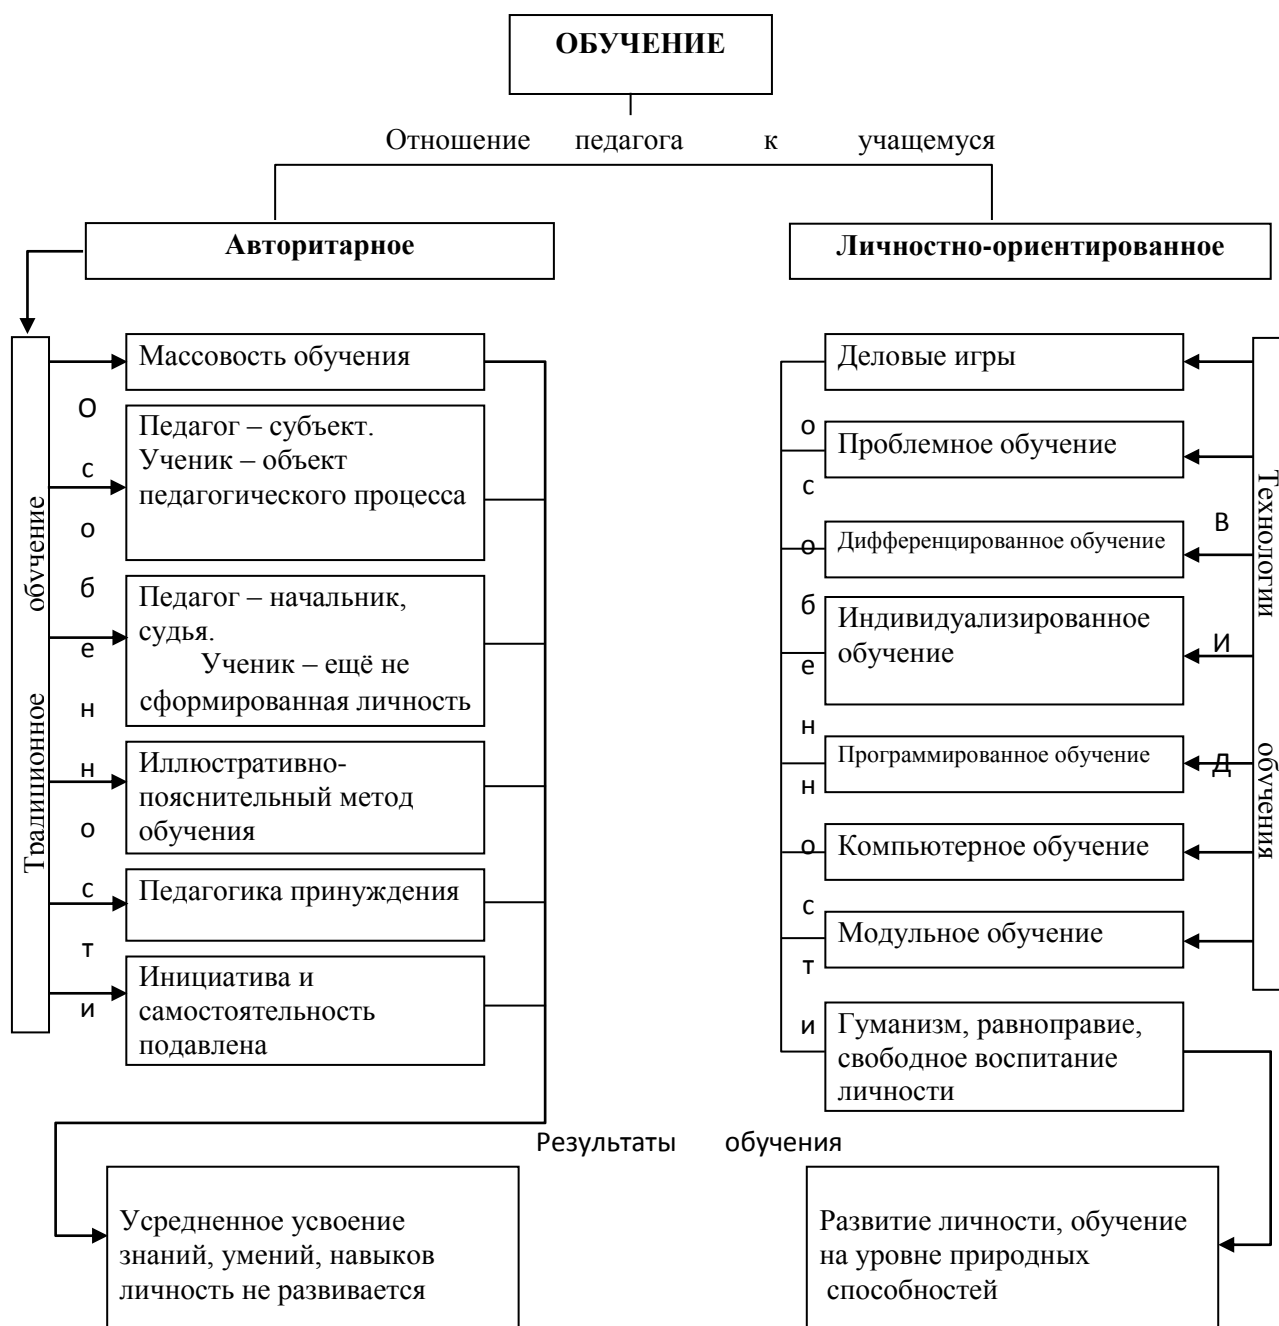 ОБУЧЕНИЕ
Отношение педагога к учащемуся
Авторитарное
Личностно-ориентированное
Традиционное обучение
Особенности
Массовость обучения
Педагог – субъект.
Ученик – объект
педагогического процесса
Педагог – начальник,
судья.
Ученик – ещё не
сформированная личность
Иллюстративно-
пояснительный метод
обучения
Педагогика принуждения
Инициатива и
самостоятельность
подавлена
особенности
Деловые игры
Проблемное обучение
Дифференцированное обучение
Индивидуализированное
обучение
Программированное обучение
Компьютерное обучение
Модульное обучение
Гуманизм, равноправие,
свободное воспитание
личности
В
И
Д
Технологии обучения
Результаты обучения
Усредненное усвоение
знаний, умений, навыков
личность не развивается
Развитие личности, обучение
на уровне природных
способностей